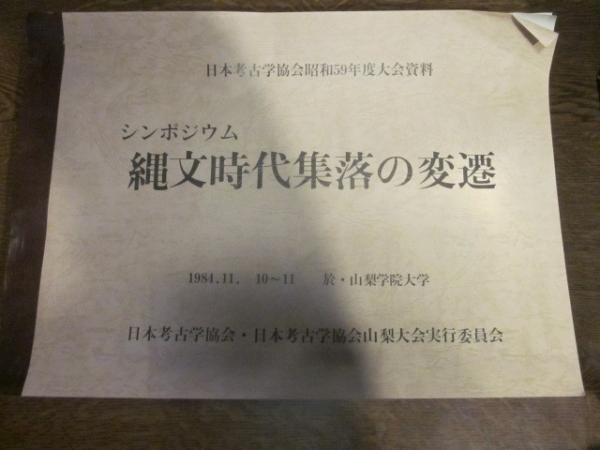 日本考古学協会昭和59年度大会資料
シンポジウム
縄文時代集落の変遷
1984.11. 10〜11 於・山梨学院大学
日本考古学協会・日本考古学協会山梨大会実行委員会